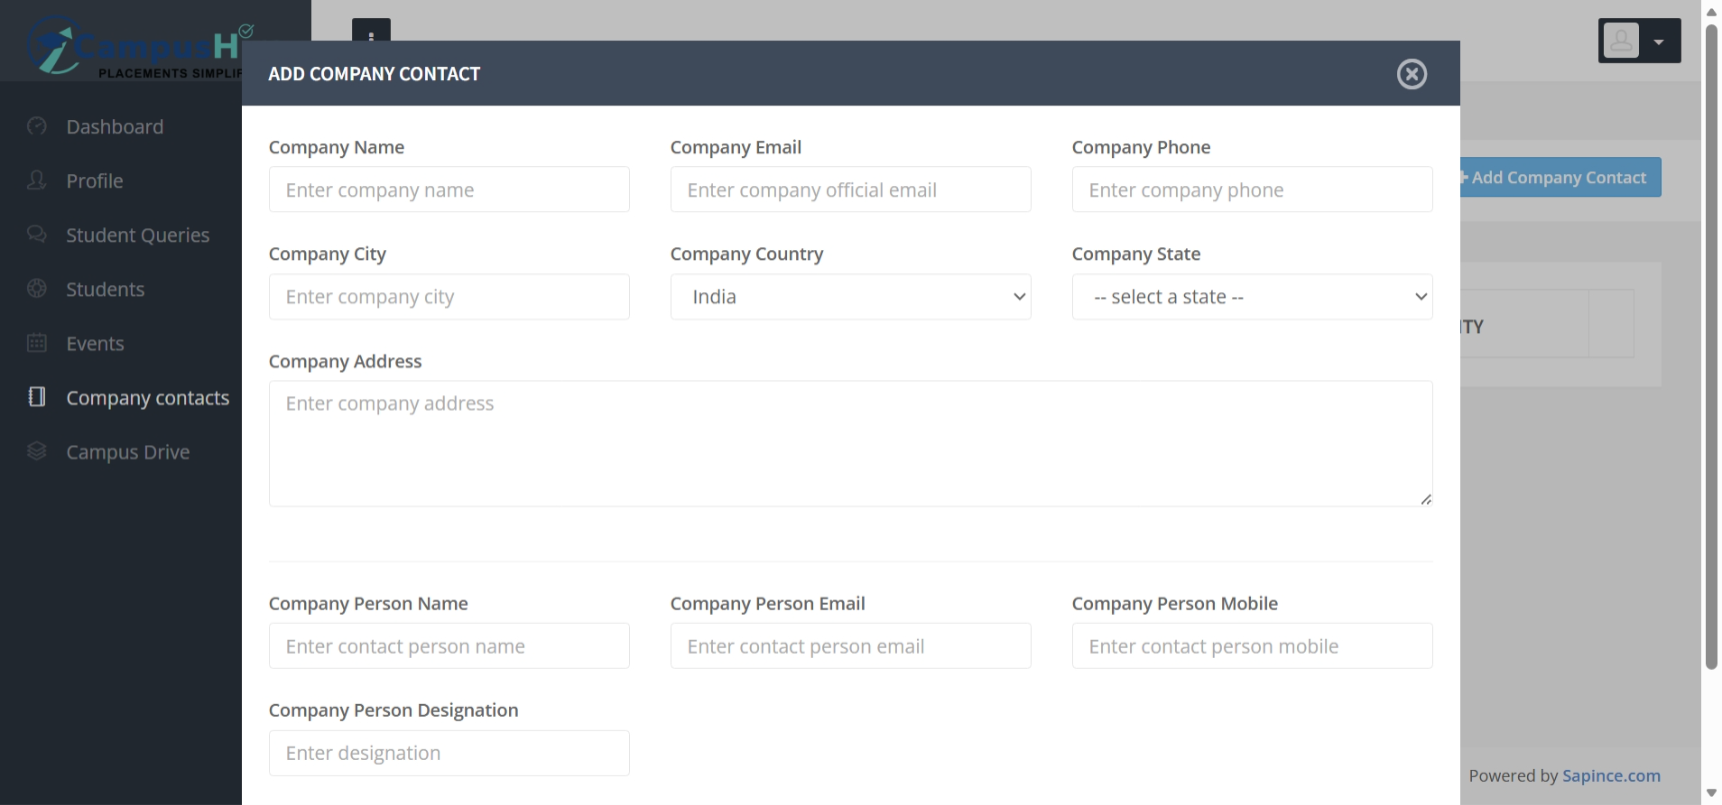 CampusH
PLACEMENTS SIMPLIF
Dashboard
Profile
Student Queries
Students
Events
Company contacts
Campus Drive
ADD COMPANY CONTACT
Company Name
Company Email
Company Phone
Enter company name
Enter company official email
Enter company phone
Company City
Company Country
Company State
Enter company city
India
-- select a state --
Company Address
Enter company address
Company Person Name
Company Person Email
Company Person Mobile
Enter contact person name
Enter contact person email
Enter contact person mobile
Company Person Designation
Enter designation
+ Add Company Contact
ITY
Powered by Sapince.com